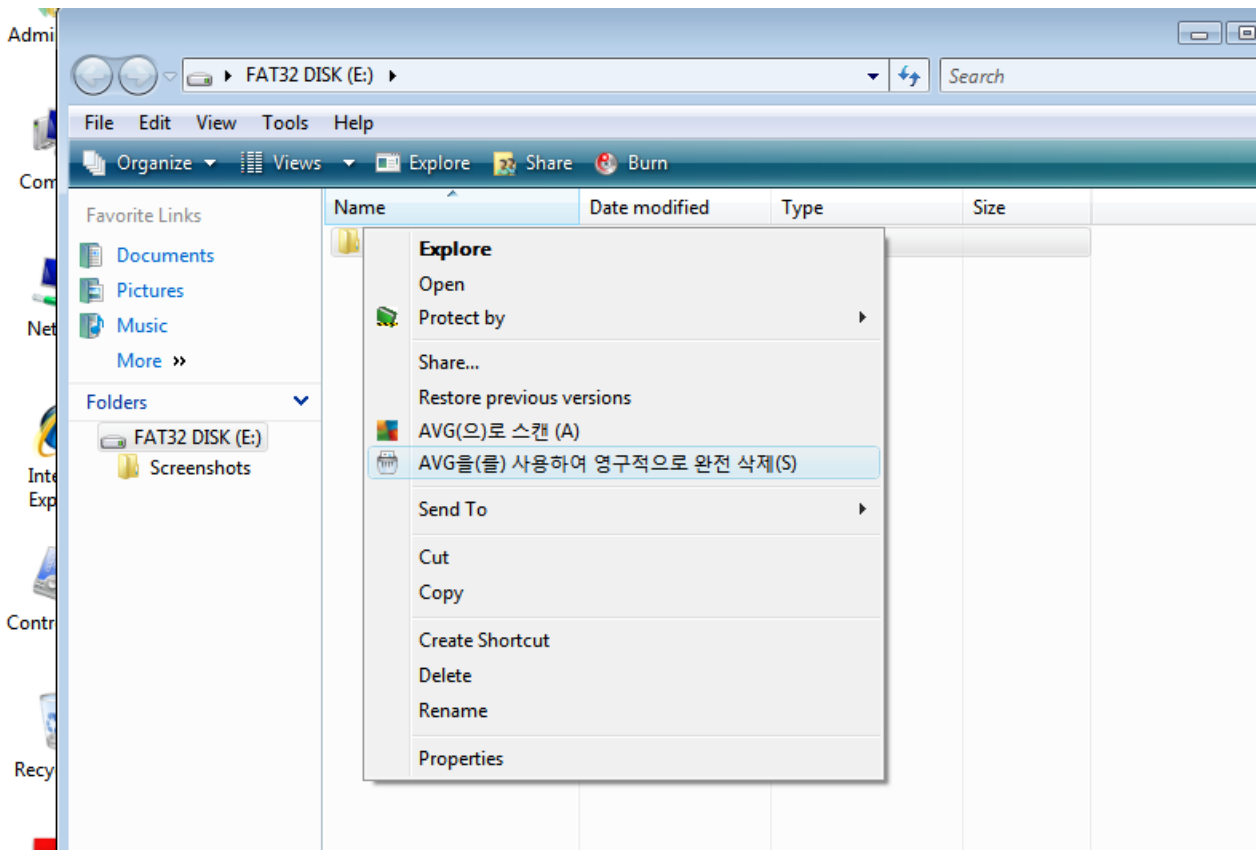 Admi
FAT32 DISK (E:)
Search
File Edit View Tools Help
Organize Views Explore Share Burn
Com
Favorite Links
Name Date modified Type Size
Documents
Pictures
Music
More »
Net
Folders
FAT32 DISK (E:)
Screenshots
Inte
Exp
Contr
Recy
Explore
Open
Protect by
Share...
Restore previous versions
AVG(으)로 스캔 (A)
AVG을(를) 사용하여 영구적으로 완전 삭제(S)
Send To
Cut
Copy
Create Shortcut
Delete
Rename
Properties